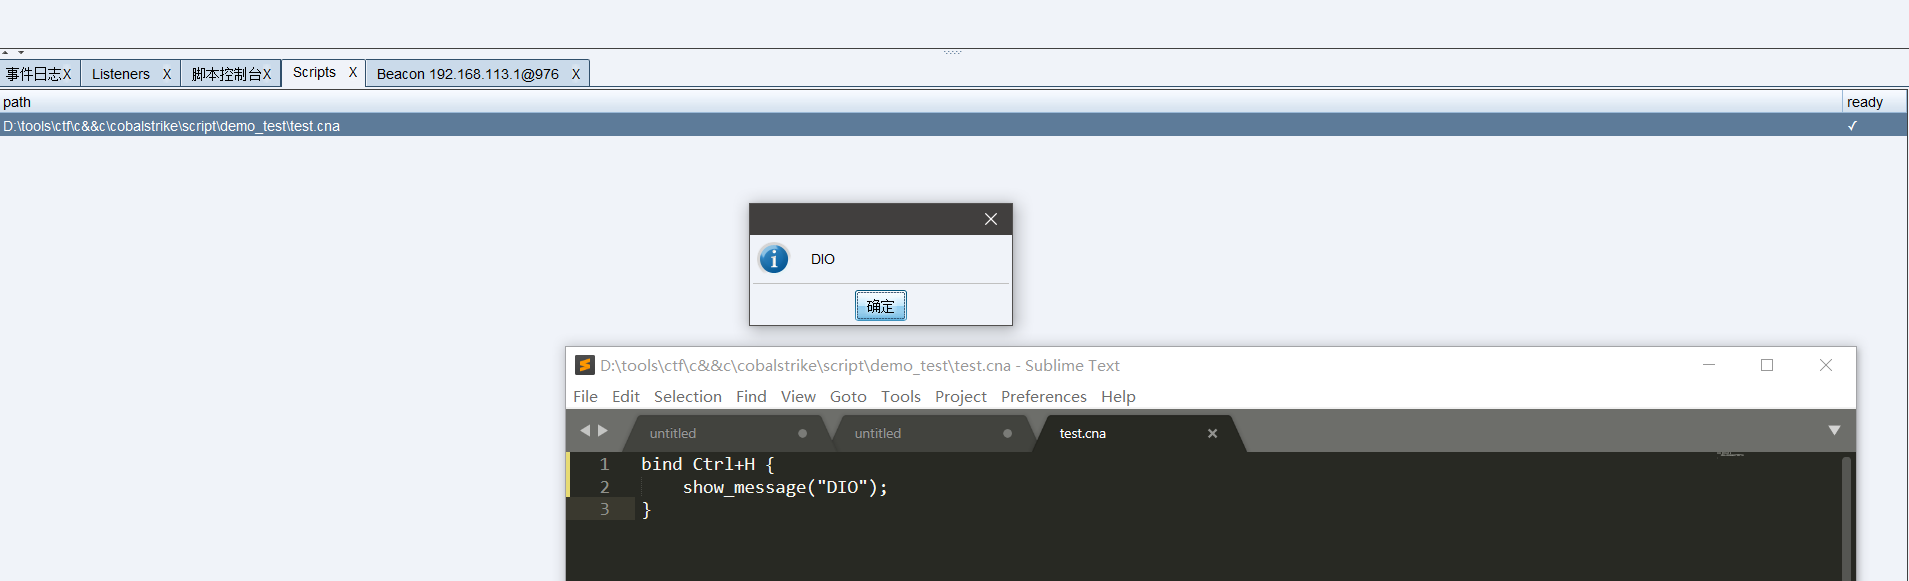 事件日志X Listeners X 脚本控制台X Scripts X Beacon 192.168.113.1@976 X
path ready
D:\tools\ctf\c&&c\cobalstrike\script\demo_test\test.cna √
DIO
确定
D:\tools\ctf\c&&c\cobalstrike\script\demo_test\test.cna - Sublime Text
File Edit Selection Find View Goto Tools Project Preferences Help
untitled untitled test.cna
1 bind Ctrl+H {
2 show_message("DIO");
3 }